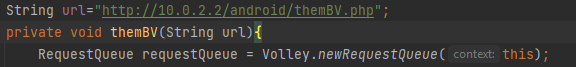 String url="http://10.0.2.2/android/themBV.php";
private void themBV(String url){
RequestQueue requestQueue = Volley.newRequestQueue( context: this);